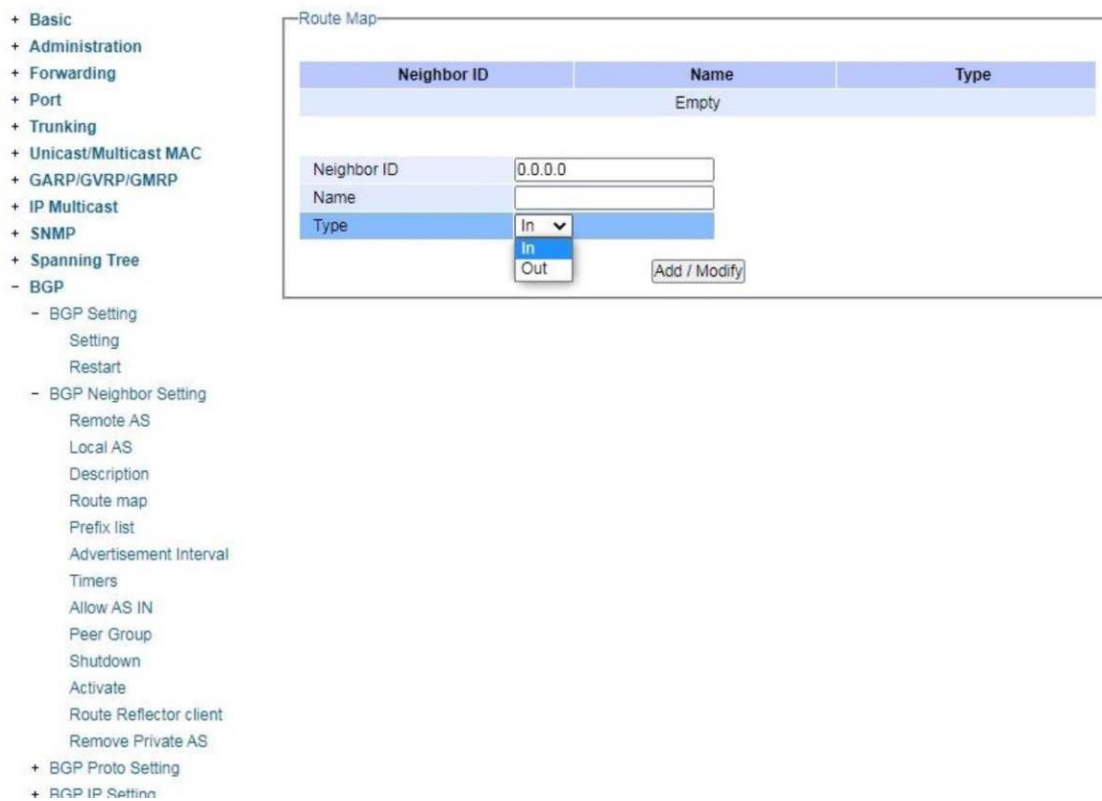 + Basic
+ Administration
+ Forwarding
+ Port
+ Trunking
+ Unicast/Multicast MAC
+ GARP/GVRP/GMRP
+ IP Multicast
+ SNMP
+ Spanning Tree
- BGP
- BGP Setting
Setting
Restart
- BGP Neighbor Setting
Remote AS
Local AS
Description
Route map
Prefix list
Advertisement Interval
Timers
Allow AS IN
Peer Group
Shutdown
Activate
Route Reflector client
Remove Private AS
+ BGP Proto Setting
+ BGP IP Setting
Route Map
Neighbor ID Name Type
Empty
Neighbor ID 0.0.0.0
Name
Type In
In
Out
Add / Modify